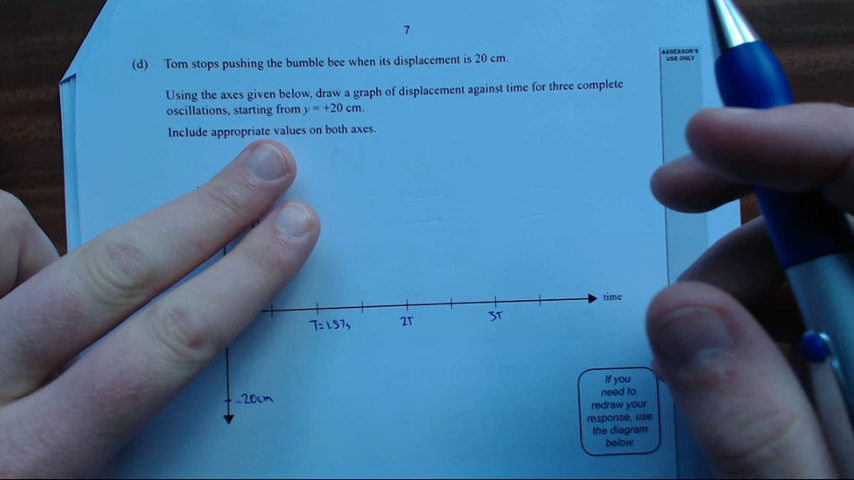 7
(d) Tom stops pushing the bumble bee when its displacement is 20 cm.
ASSESSOR'S
USE ONLY
Using the axes given below, draw a graph of displacement against time for three complete
oscillations, starting from y = +20 cm.
Include appropriate values on both axes.
time
T=1.57s
2T
3T
-20cm
If you
need to
redraw your
response, use
the diagram
below.